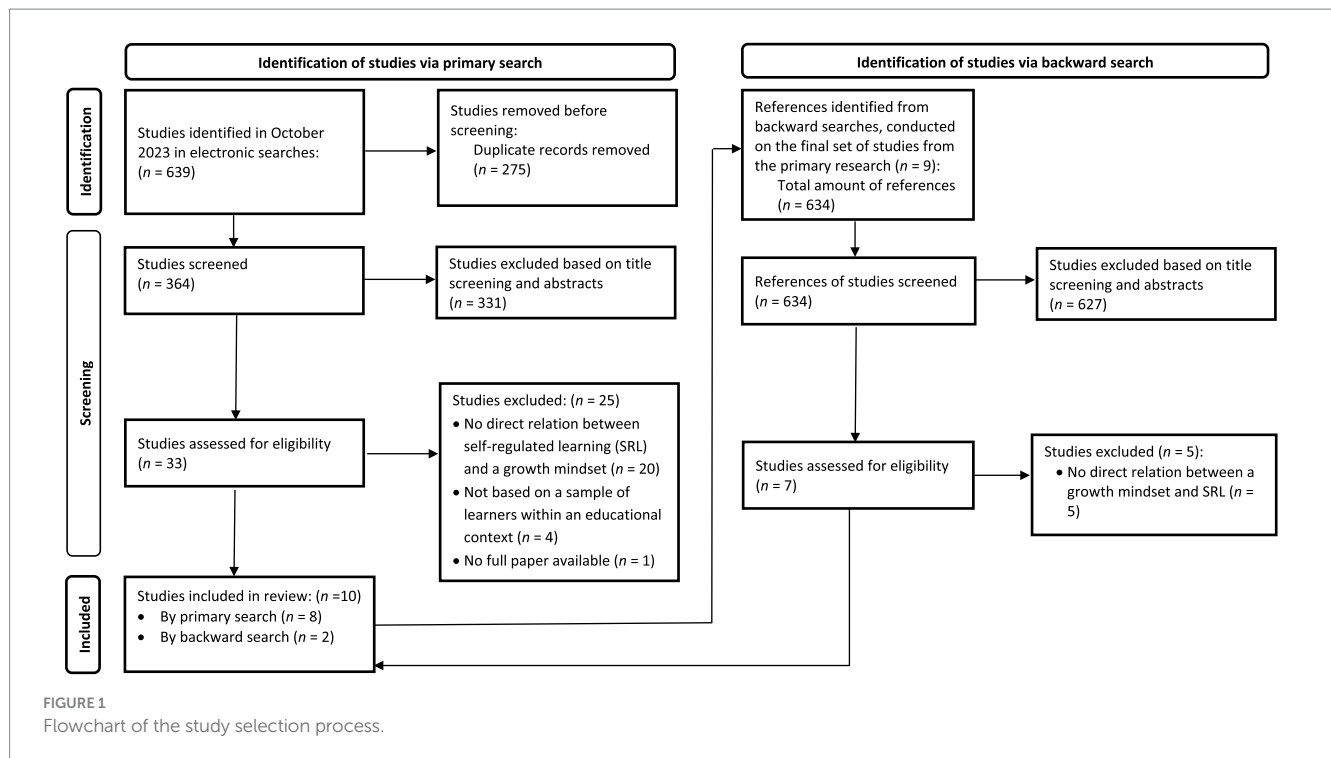 Identification of studies via primary search
Identification of studies via backward search
Identification
Studies identified in October
2023 in electronic searches:
(n = 639)
Studies removed before
screening:
Duplicate records removed
(n = 275)
References identified from
backward searches, conducted
on the final set of studies from
the primary research (n = 9):
Total amount of references
(n = 634)
Screening
Studies screened
(n = 364)
Studies excluded based on title
screening and abstracts
(n = 331)
References of studies screened
(n = 634)
Studies excluded based on title
screening and abstracts
(n = 627)
Studies assessed for eligibility
(n = 33)
Studies excluded: (n = 25)
• No direct relation between
self-regulated learning (SRL)
and a growth mindset (n = 20)
• Not based on a sample of
learners within an educational
context (n = 4)
• No full paper available (n = 1)
Studies assessed for eligibility
(n = 7)
Studies excluded (n = 5):
• No direct relation between a
growth mindset and SRL (n =
5)
Included
Studies included in review: (n =10)
• By primary search (n = 8)
• By backward search (n = 2)
FIGURE 1
Flowchart of the study selection process.